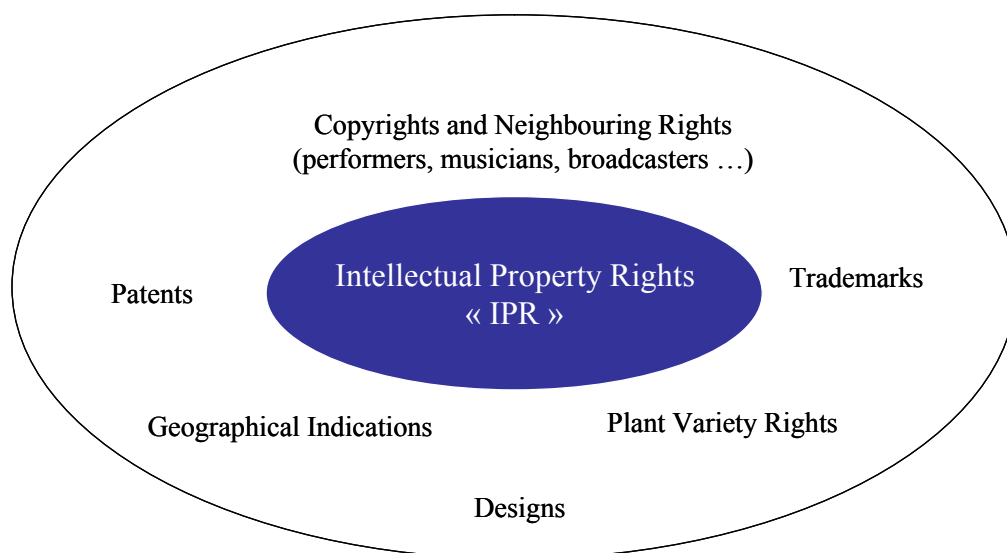 Copyrights and Neighbouring Rights
(performers, musicians, broadcasters …)
Intellectual Property Rights
« IPR »
Patents
Trademarks
Geographical Indications
Plant Variety Rights
Designs